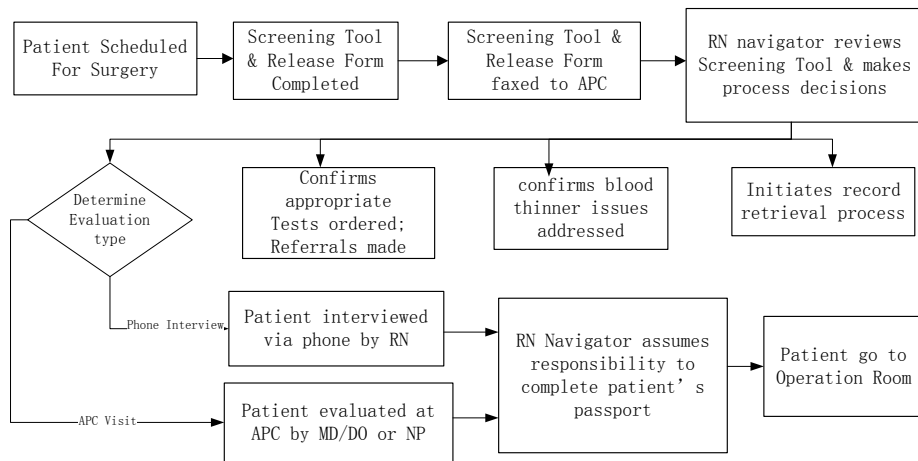 Patient Scheduled
For Surgery
Screening Tool
& Release Form
Completed
Screening Tool &
Release Form
faxed to APC
RN navigator reviews
Screening Tool & makes
process decisions
Determine
Evaluation
type
Confirms
appropriate
Tests ordered;
Referrals made
confirms blood
thinner issues
addressed
Initiates record
retrieval process
Phone Interview
Patient interviewed
via phone by RN
RN Navigator assumes
responsibility to
complete patient’s
passport
Patient go to
Operation Room
APC Visit
Patient evaluated at
APC by MD/DO or NP